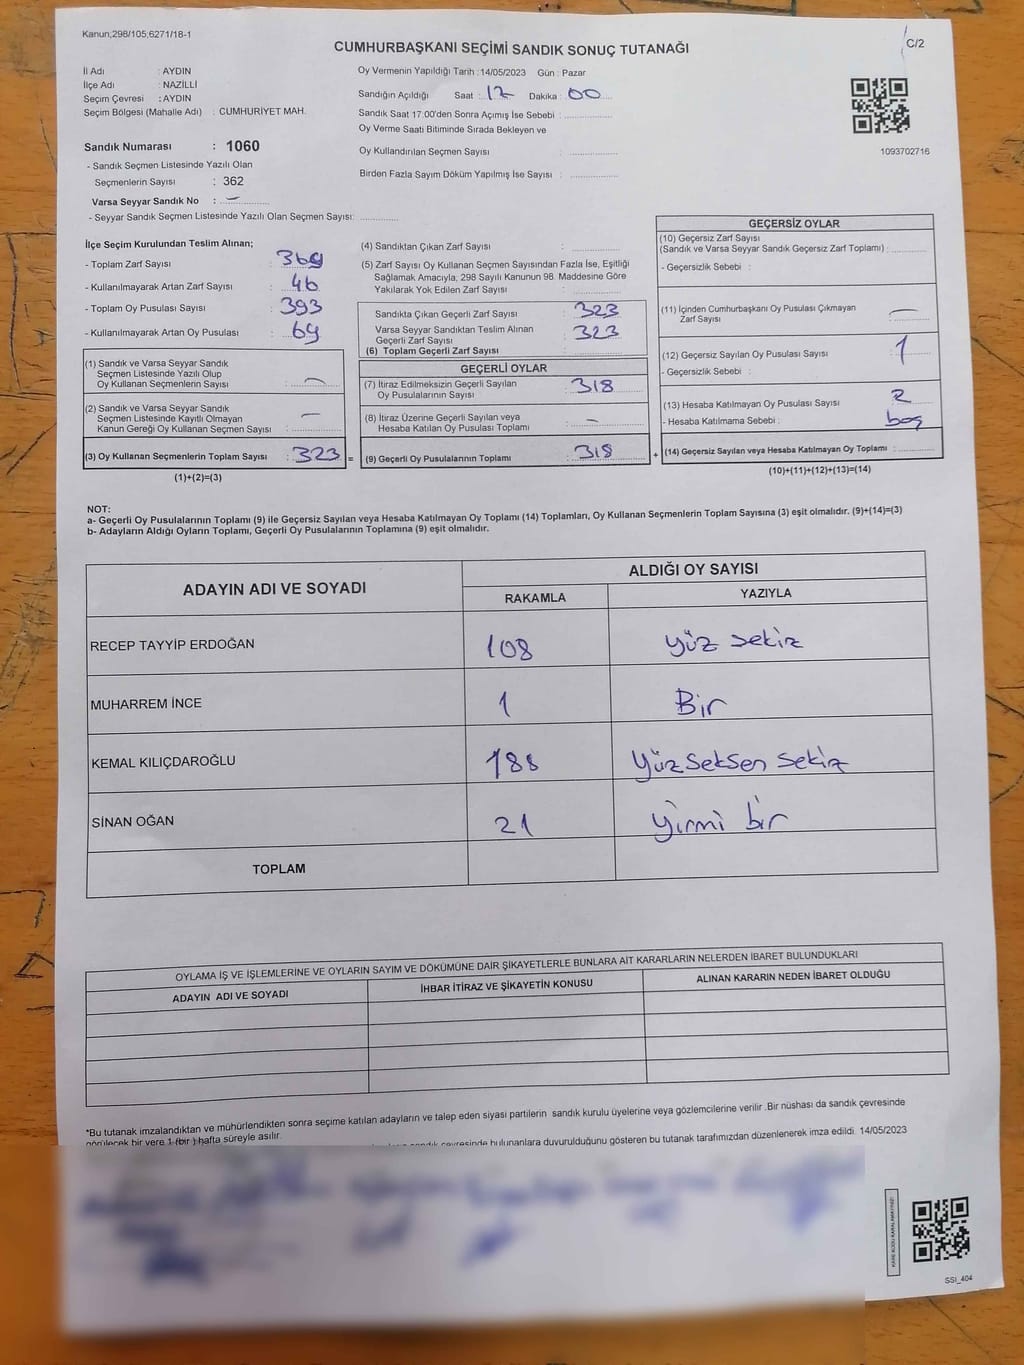 Kanun;298/105;6271/18-1
C/2
CUMHURBAŞKANI SEÇİMİ SANDIK SONUÇ TUTANAĞI
İl Adı : AYDIN
İlçe Adı : NAZİLLİ
Seçim Çevresi : AYDIN
Seçim Bölgesi (Mahalle Adı) : CUMHURİYET MAH.
Oy Vermenin Yapıldığı Tarih :14/05/2023 Gün : Pazar
Sandığın Açıldığı Saat : 17 Dakika : 00
Sandık Saat 17:00'den Sonra Açımış İse Sebebi :
Oy Verme Saati Bitiminde Sırada Bekleyen ve
Oy Kullandırılan Seçmen Sayısı :
Birden Fazla Sayım Döküm Yapılmış İse Sayısı :
1093702716
Sandık Numarası : 1060
- Sandık Seçmen Listesinde Yazılı Olan
Seçmenlerin Sayısı : 362
Varsa Seyyar Sandık No : —
- Seyyar Sandık Seçmen Listesinde Yazılı Olan Seçmen Sayısı:
İlçe Seçim Kurulundan Teslim Alınan;
- Toplam Zarf Sayısı : 369
- Kullanılmayarak Artan Zarf Sayısı : 46
- Toplam Oy Pusulası Sayısı : 393
- Kullanılmayarak Artan Oy Pusulası : 69
(1) Sandık ve Varsa Seyyar Sandık
Seçmen Listesinde Yazılı Olup
Oy Kullanan Seçmenlerin Sayısı : —
(2) Sandık ve Varsa Seyyar Sandık
Seçmen Listesinde Kayıtlı Olmayan
Kanun Gereği Oy Kullanan Seçmen Sayısı : —
(3) Oy Kullanan Seçmenlerin Toplam Sayısı : 323 =
(1)+(2)=(3)
(4) Sandıktan Çıkan Zarf Sayısı :
(5) Zarf Sayısı Oy Kullanan Seçmen Sayısından Fazla İse, Eşitliği
Sağlamak Amacıyla, 298 Sayılı Kanunun 98. Maddesine Göre
Yakılarak Yok Edilen Zarf Sayısı :
Sandıkta Çıkan Geçerli Zarf Sayısı : 323
Varsa Seyyar Sandıktan Teslim Alınan
Geçerli Zarf Sayısı : 323
(6) Toplam Geçerli Zarf Sayısı :
GEÇERLİ OYLAR
(7) İtiraz Edilmeksizin Geçerli Sayılan
Oy Pusulalarının Sayısı : 318
(8) İtiraz Üzerine Geçerli Sayılan veya
Hesaba Katılan Oy Pusulası Toplamı : —
(9) Geçerli Oy Pusulalarının Toplamı : 318 +
GEÇERSİZ OYLAR
(10) Geçersiz Zarf Sayısı
(Sandık ve Varsa Seyyar Sandık Geçersiz Zarf Toplamı) :
- Geçersizlik Sebebi :
(11) İçinden Cumhurbaşkanı Oy Pusulası Çıkmayan
Zarf Sayısı : —
(12) Geçersiz Sayılan Oy Pusulası Sayısı : 1
- Geçersizlik Sebebi :
(13) Hesaba Katılmayan Oy Pusulası Sayısı : 2
- Hesaba Katılmama Sebebi : boş
(14) Geçersiz Sayılan veya Hesaba Katılmayan Oy Toplamı :
(10)+(11)+(12)+(13)=(14)
NOT:
a- Geçerli Oy Pusulalarının Toplamı (9) ile Geçersiz Sayılan veya Hesaba Katılmayan Oy Toplamı (14) Toplamları, Oy Kullanan Seçmenlerin Toplam Sayısına (3) eşit olmalıdır. (9)+(14)=(3)
b- Adayların Aldığı Oyların Toplamı, Geçerli Oy Pusulalarının Toplamına (9) eşit olmalıdır.
ADAYIN ADI VE SOYADI
ALDIĞI OY SAYISI
RAKAMLA YAZIYLA
RECEP TAYYİP ERDOĞAN 108 yüz sekiz
MUHARREM İNCE 1 Bir
KEMAL KILIÇDAROĞLU 188 Yüzseksen sekiz
SİNAN OĞAN 21 yirmi bir
TOPLAM
OYLAMA İŞ VE İŞLEMLERİNE VE OYLARIN SAYIM VE DÖKÜMÜNE DAİR ŞİKAYETLERLE BUNLARA AİT KARARLARIN NELERDEN İBARET BULUNDUKLARI
ADAYIN ADI VE SOYADI İHBAR İTİRAZ VE ŞİKAYETİN KONUSU ALINAN KARARIN NEDEN İBARET OLDUĞU
*Bu tutanak imzalandıktan ve mühürlendikten sonra seçime katılan adayların ve talep eden siyasi partilerin sandık kurulu üyelerine veya gözlemcilerine verilir .Bir nüshası da sandık çevresinde
görülecek bir yere 1 (bir ) hafta süreyle asılır.
sandık çevresinde bulunanlara duyurulduğunu gösteren bu tutanak tarafımızdan düzenlenerek imza edildi. 14/05/2023
SSI_404